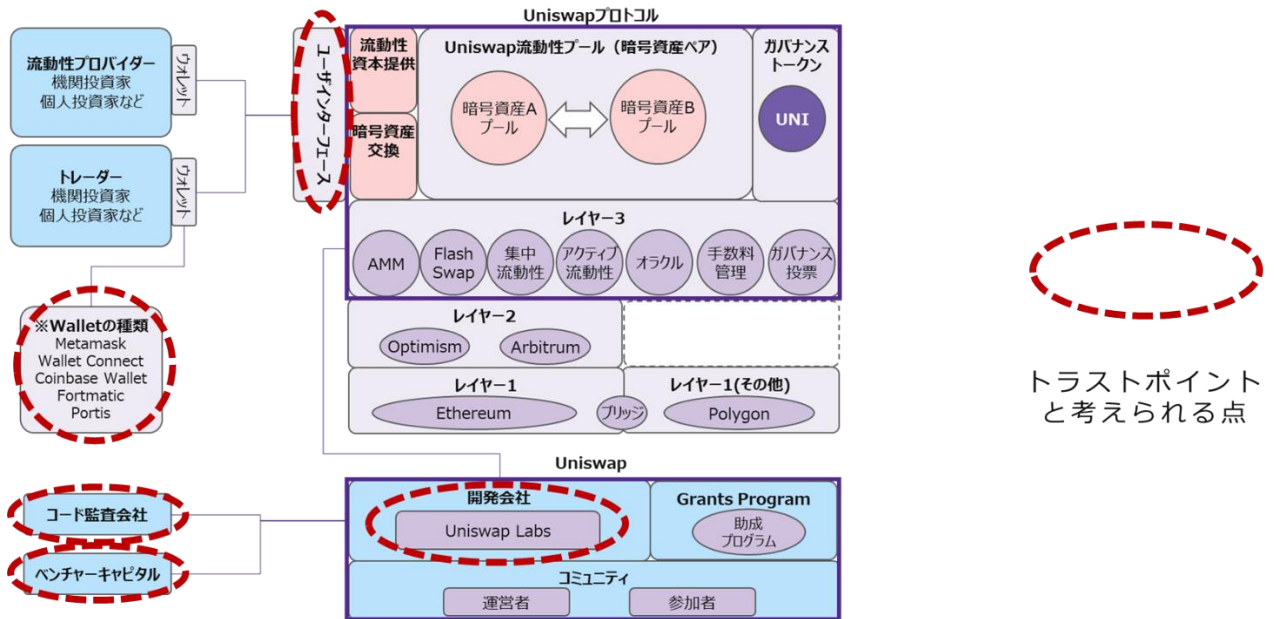 Uniswapプロトコル
流動性プロバイダー
機関投資家
個人投資家など
ウォレット
トレーダー
機関投資家
個人投資家など
ウォレット
※Walletの種類
Metamask
Wallet Connect
Coinbase Wallet
Fortmatic
Portis
ユーザインターフェース
流動性
資本提供
暗号資産
交換
Uniswap流動性プール（暗号資産ペア）
暗号資産A
プール
暗号資産B
プール
ガバナンス
トークン
UNI
レイヤー3
AMM
Flash
Swap
集中
流動性
アクティブ
流動性
オラクル
手数料
管理
ガバナンス
投票
レイヤー2
Optimism
Arbitrum
レイヤー1
Ethereum
ブリッジ
レイヤー1(その他)
Polygon
トラストポイント
と考えられる点
Uniswap
コード監査会社
ベンチャーキャピタル
開発会社
Uniswap Labs
Grants Program
助成
プログラム
コミュニティ
運営者
参加者